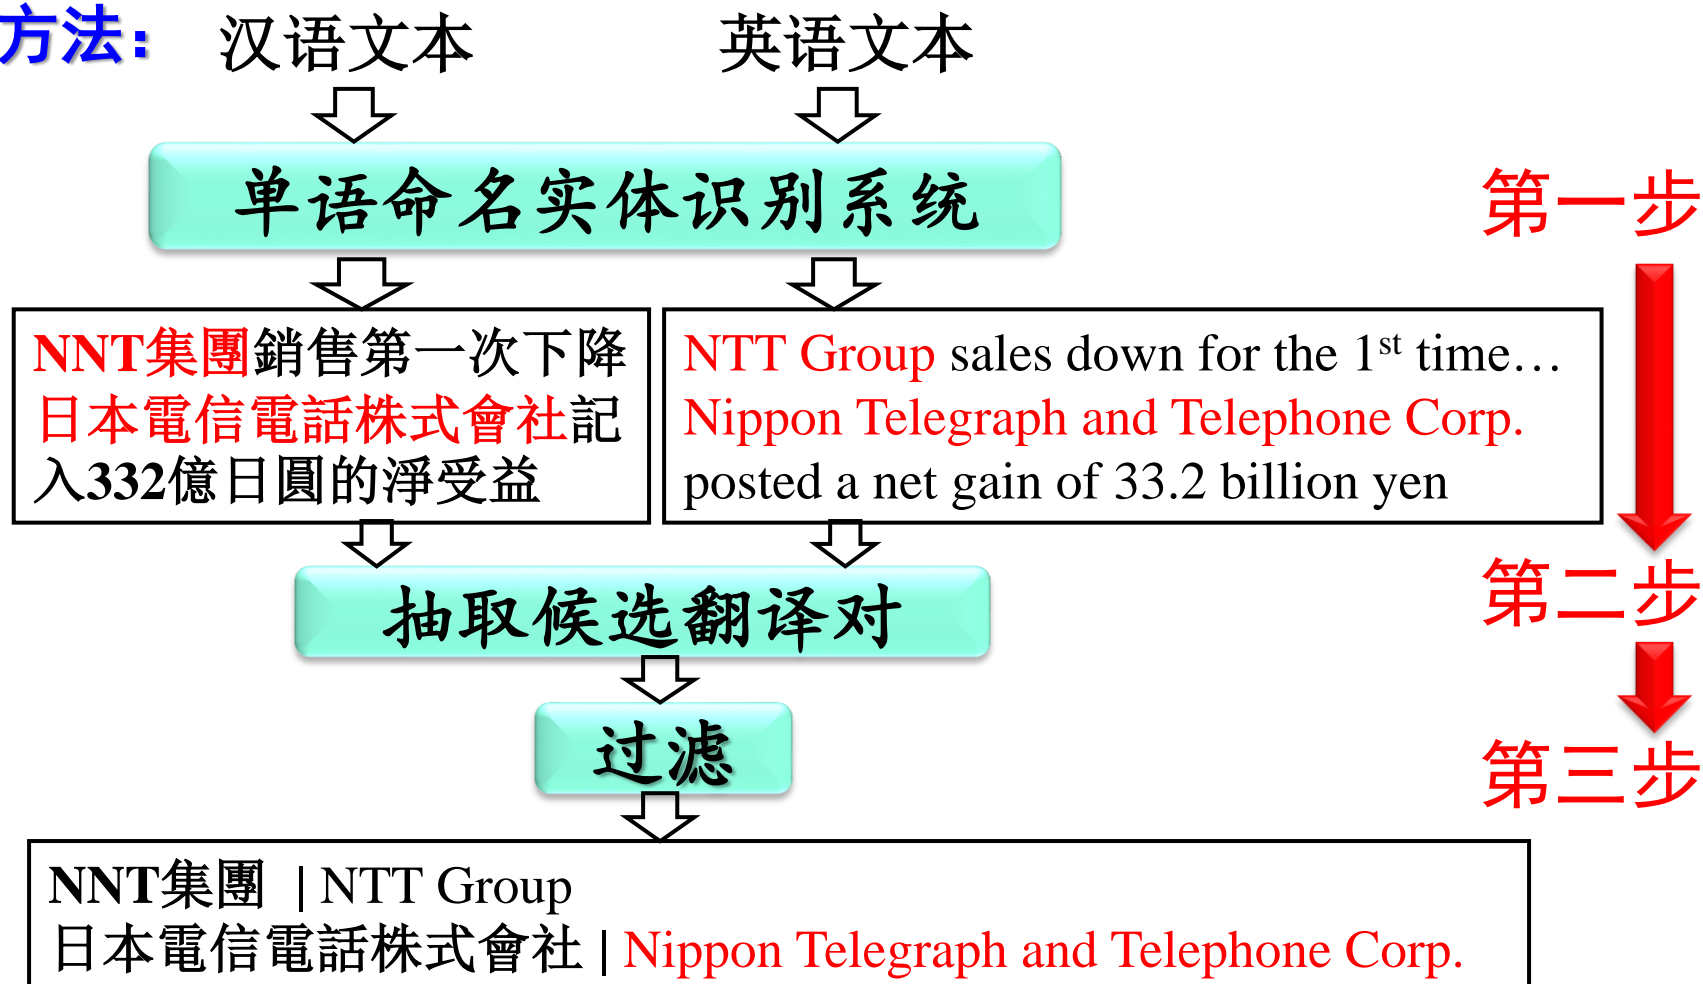 方法：
汉语文本
英语文本
单语命名实体识别系统
第一步
NNT集團銷售第一次下降
日本電信電話株式會社記
入332億日圓的淨受益
NTT Group sales down for the 1st time…
Nippon Telegraph and Telephone Corp.
posted a net gain of 33.2 billion yen
抽取候选翻译对
第二步
过滤
第三步
NNT集團 | NTT Group
日本電信電話株式會社 | Nippon Telegraph and Telephone Corp.